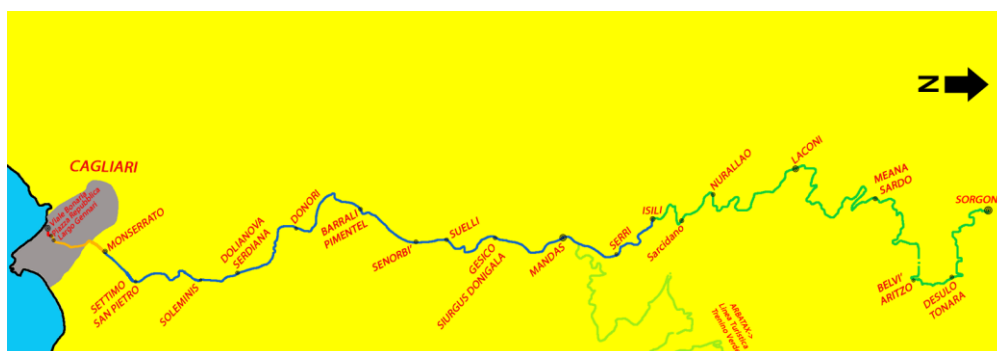 N
CAGLIARI
Viale Bonaria
Piazza Repubblica
Largo Gennari
MONSERRATO
SETTIMO
SAN PIETRO
SOLEMINIS
DOLIANOVA
SERDIANA
DONORI
BARRALI
PIMENTEL
SENORBI'
SUELLI
GESICO
SIURGUS DONIGALA
MANDAS
SERRI
ISILI
Sarcidano
NURALLAO
LACONI
MEANA
SARDO
BELVI'
ARITZO
DESULO
TONARA
SORGON
ARBATAX->
Linea Turistica
Trenino Verde